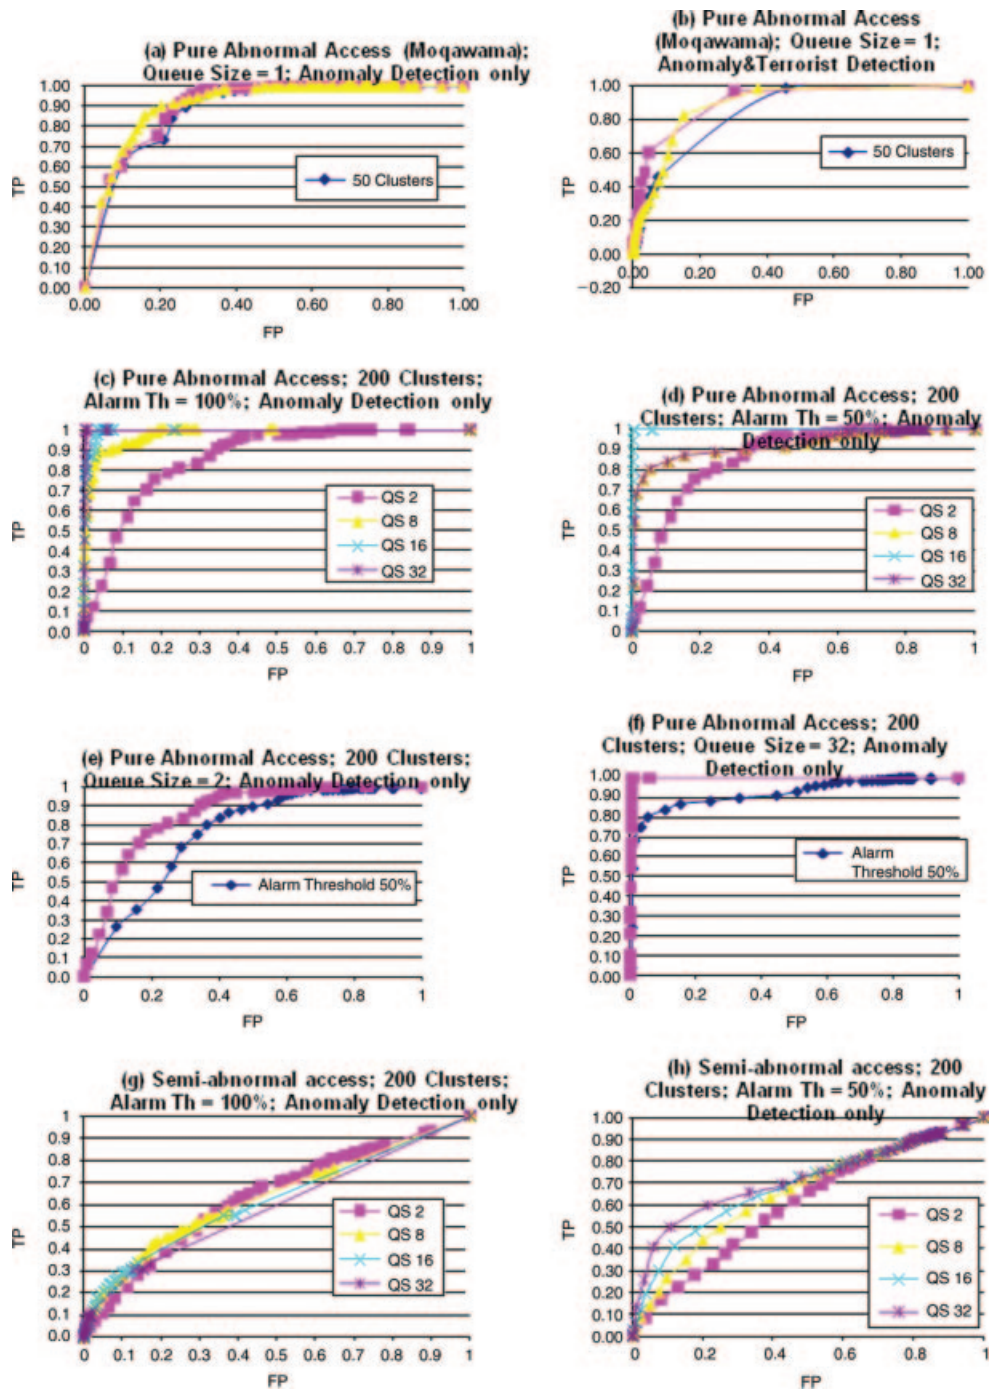 (a) Pure Abnormal Access (Moqawama);
Queue Size = 1; Anomaly Detection only
1.00
0.90
0.80
0.70
0.60
0.50
0.40
0.30
0.20
0.10
0.00
TP
50 Clusters
0.00 0.20 0.40 0.60 0.80 1.00
FP
(b) Pure Abnormal Access
(Moqawama); Queue Size = 1;
Anomaly&Terrorist Detection
1.00
0.80
0.60
0.40
0.20
0.00
−0.20
TP
50 Clusters
0.00 0.20 0.40 0.60 0.80 1.00
FP
(c) Pure Abnormal Access; 200 Clusters;
Alarm Th = 100%; Anomaly Detection only
1
0.9
0.8
0.7
0.6
0.5
0.4
0.3
0.2
0.1
0.0
TP
QS 2
QS 8
QS 16
QS 32
0 0.1 0.2 0.3 0.4 0.5 0.6 0.7 0.8 0.9 1
FP
(d) Pure Abnormal Access; 200
Clusters; Alarm Th = 50%; Anomaly
Detection only
1
0.9
0.8
0.7
0.6
0.5
0.4
0.3
0.2
0.1
0.0
TP
QS 2
QS 8
QS 16
QS 32
0 0.2 0.4 0.6 0.8 1
FP
(e) Pure Abnormal Access; 200 Clusters;
Queue Size = 2; Anomaly Detection only
1
0.9
0.8
0.7
0.6
0.5
0.4
0.3
0.2
0.1
0
TP
Alarm Threshold 50%
0 0.2 0.4 0.6 0.8 1
FP
(f) Pure Abnormal Access; 200
Clusters; Queue Size = 32; Anomaly
Detection only
1.00
0.90
0.80
0.70
0.60
0.50
0.40
0.30
0.20
0.10
0.00
TP
Alarm
Threshold 50%
0 0.2 0.4 0.6 0.8 1
FP
(g) Semi-abnormal access; 200 Clusters;
Alarm Th = 100%; Anomaly Detection only
1
0.9
0.8
0.7
0.6
0.5
0.4
0.3
0.2
0.1
0.0
TP
QS 2
QS 8
QS 16
QS 32
0 0.1 0.2 0.3 0.4 0.5 0.6 0.7 0.8 0.9 1
FP
(h) Semi-abnormal access; 200
Clusters; Alarm Th = 50%; Anomaly
Detection only
1.00
0.90
0.80
0.70
0.60
0.50
0.40
0.30
0.20
0.10
0.00
TP
QS 2
QS 8
QS 16
QS 32
0 0.2 0.4 0.6 0.8 1
FP